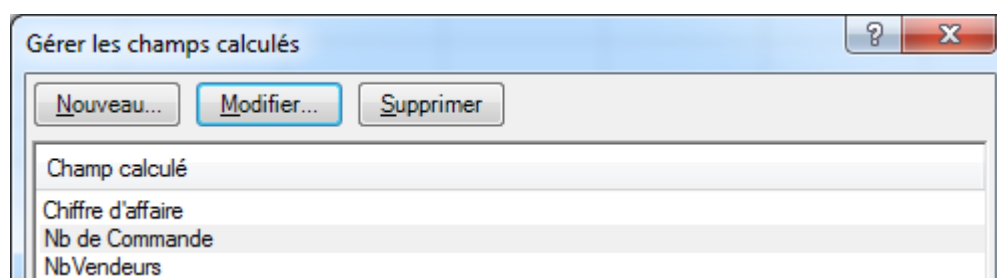 Gérer les champs calculés
Nouveau... Modifier... Supprimer
Champ calculé
Chiffre d'affaire
Nb de Commande
NbVendeurs